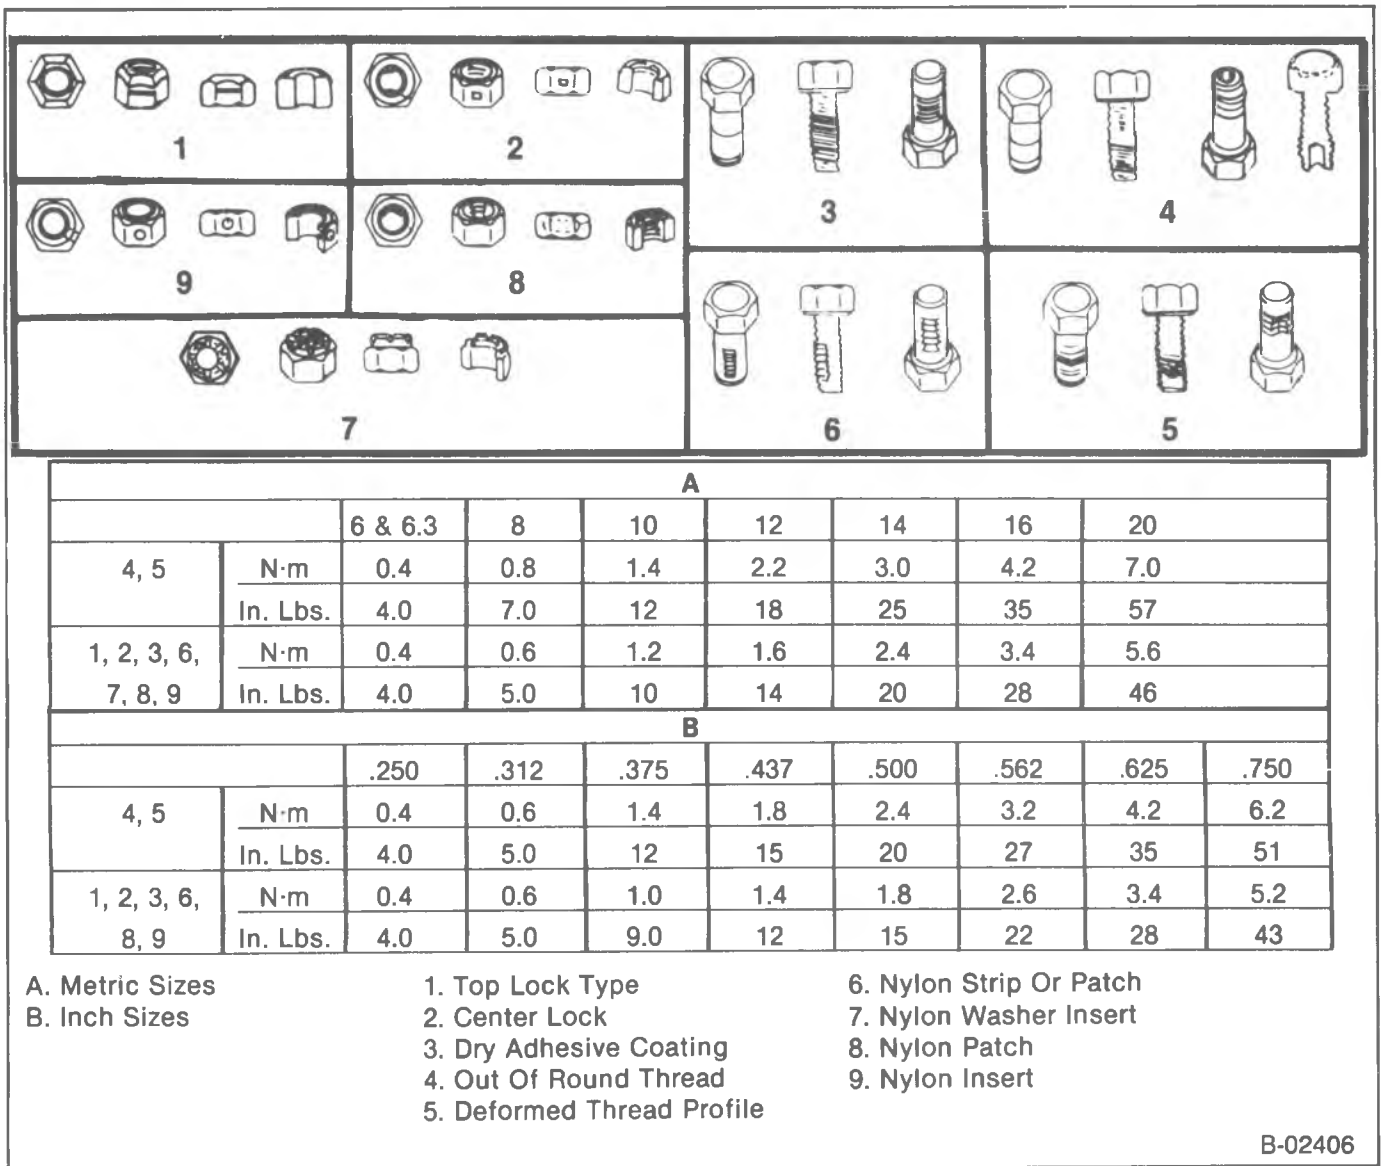 1
2
3
4
9
8
7
6
5
A
6 & 6.3 8 10 12 14 16 20
4, 5 N·m 0.4 0.8 1.4 2.2 3.0 4.2 7.0
In. Lbs. 4.0 7.0 12 18 25 35 57
1, 2, 3, 6, N·m 0.4 0.6 1.2 1.6 2.4 3.4 5.6
7, 8, 9 In. Lbs. 4.0 5.0 10 14 20 28 46
B
.250 .312 .375 .437 .500 .562 .625 .750
4, 5 N·m 0.4 0.6 1.4 1.8 2.4 3.2 4.2 6.2
In. Lbs. 4.0 5.0 12 15 20 27 35 51
1, 2, 3, 6, N·m 0.4 0.6 1.0 1.4 1.8 2.6 3.4 5.2
8, 9 In. Lbs. 4.0 5.0 9.0 12 15 22 28 43
A. Metric Sizes
B. Inch Sizes
1. Top Lock Type
2. Center Lock
3. Dry Adhesive Coating
4. Out Of Round Thread
5. Deformed Thread Profile
6. Nylon Strip Or Patch
7. Nylon Washer Insert
8. Nylon Patch
9. Nylon Insert
B-02406